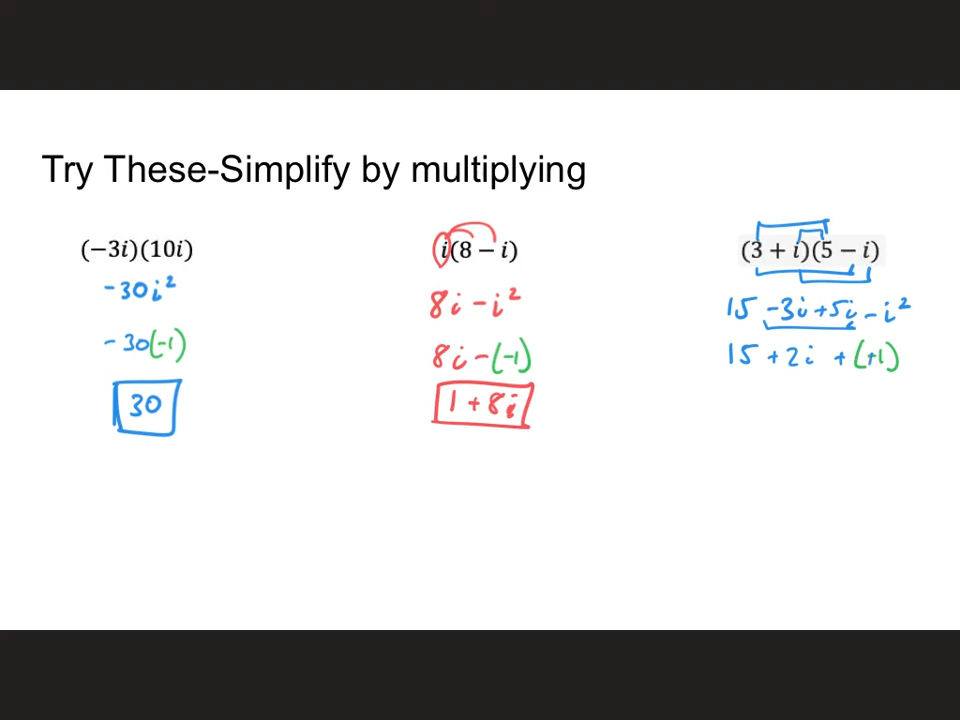 Try These-Simplify by multiplying
(−3i)(10i)
-30i²
-30(-1)
30
i(8 − i)
8i - i²
8i - (-1)
1 + 8i
(3 + i)(5 − i)
15 -3i +5i - i²
15 + 2i + (+1)